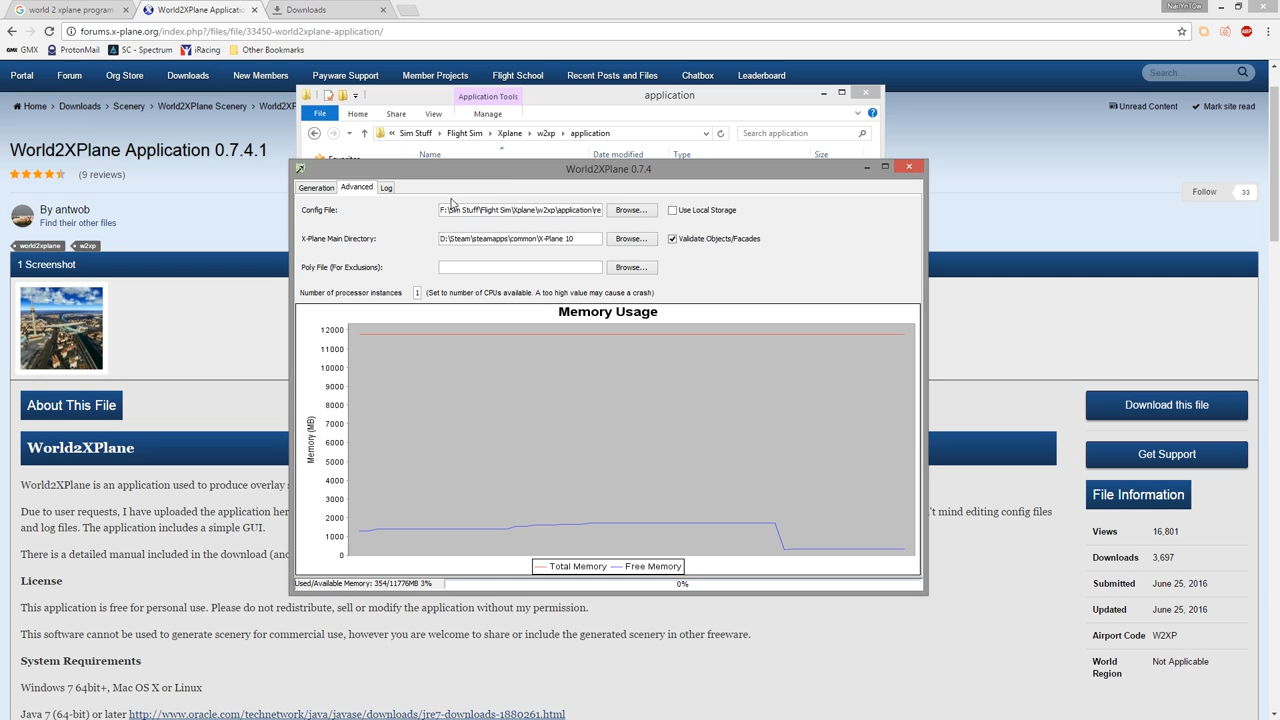 world 2 xplane program
World2XPlane Applicatio
Downloads
NailYnTOw
forums.x-plane.org/index.php?/files/file/33450-world2xplane-application/
GMX
ProtonMail
SC - Spectrum
iRacing
Other Bookmarks
Portal
Forum
Org Store
Downloads
New Members
Payware Support
Member Projects
Flight School
Recent Posts and Files
Chatbox
Leaderboard
Search...
Home
Downloads
Scenery
World2XPlane Scenery
World2XP
Unread Content
Mark site read
Application Tools
application
File
Home
Share
View
Manage
« Sim Stuff
Flight Sim
Xplane
w2xp
application
Search application
Name
Date modified
Type
Size
World2XPlane Application 0.7.4.1
(9 reviews)
By antwob
Find their other files
world2xplane
w2xp
1 Screenshot
Follow
33
World2XPlane 0.7.4
Generation
Advanced
Log
Config File:
F:\Sim Stuff\Flight Sim\Xplane\w2xp\application\re
Browse...
Use Local Storage
X-Plane Main Directory:
D:\Steam\steamapps\common\X-Plane 10
Browse...
Validate Objects/Facades
Poly File (For Exclusions):
Browse...
Number of processor instances
1
(Set to number of CPUs available. A too high value may cause a crash)
Memory Usage
12000
11000
10000
9000
8000
7000
6000
5000
4000
3000
2000
1000
0
Memory (MB)
Total Memory
Free Memory
Used/Available Memory: 354/11776MB 3%
0%
About This File
Download this file
World2XPlane
Get Support
World2XPlane is an application used to produce overlay s
Due to user requests, I have uploaded the application her
't mind editing config files
and log files. The application includes a simple GUI.
There is a detailed manual included in the download (and
License
This application is free for personal use. Please do not redistribute, sell or modify the application without my permission.
This software cannot be used to generate scenery for commercial use, however you are welcome to share or include the generated scenery in other freeware.
System Requirements
Windows 7 64bit+, Mac OS X or Linux
Java 7 (64-bit) or later http://www.oracle.com/technetwork/java/javase/downloads/jre7-downloads-1880261.html
File Information
Views
16,801
Downloads
3,697
Submitted
June 25, 2016
Updated
June 25, 2016
Airport Code
W2XP
World Region
Not Applicable